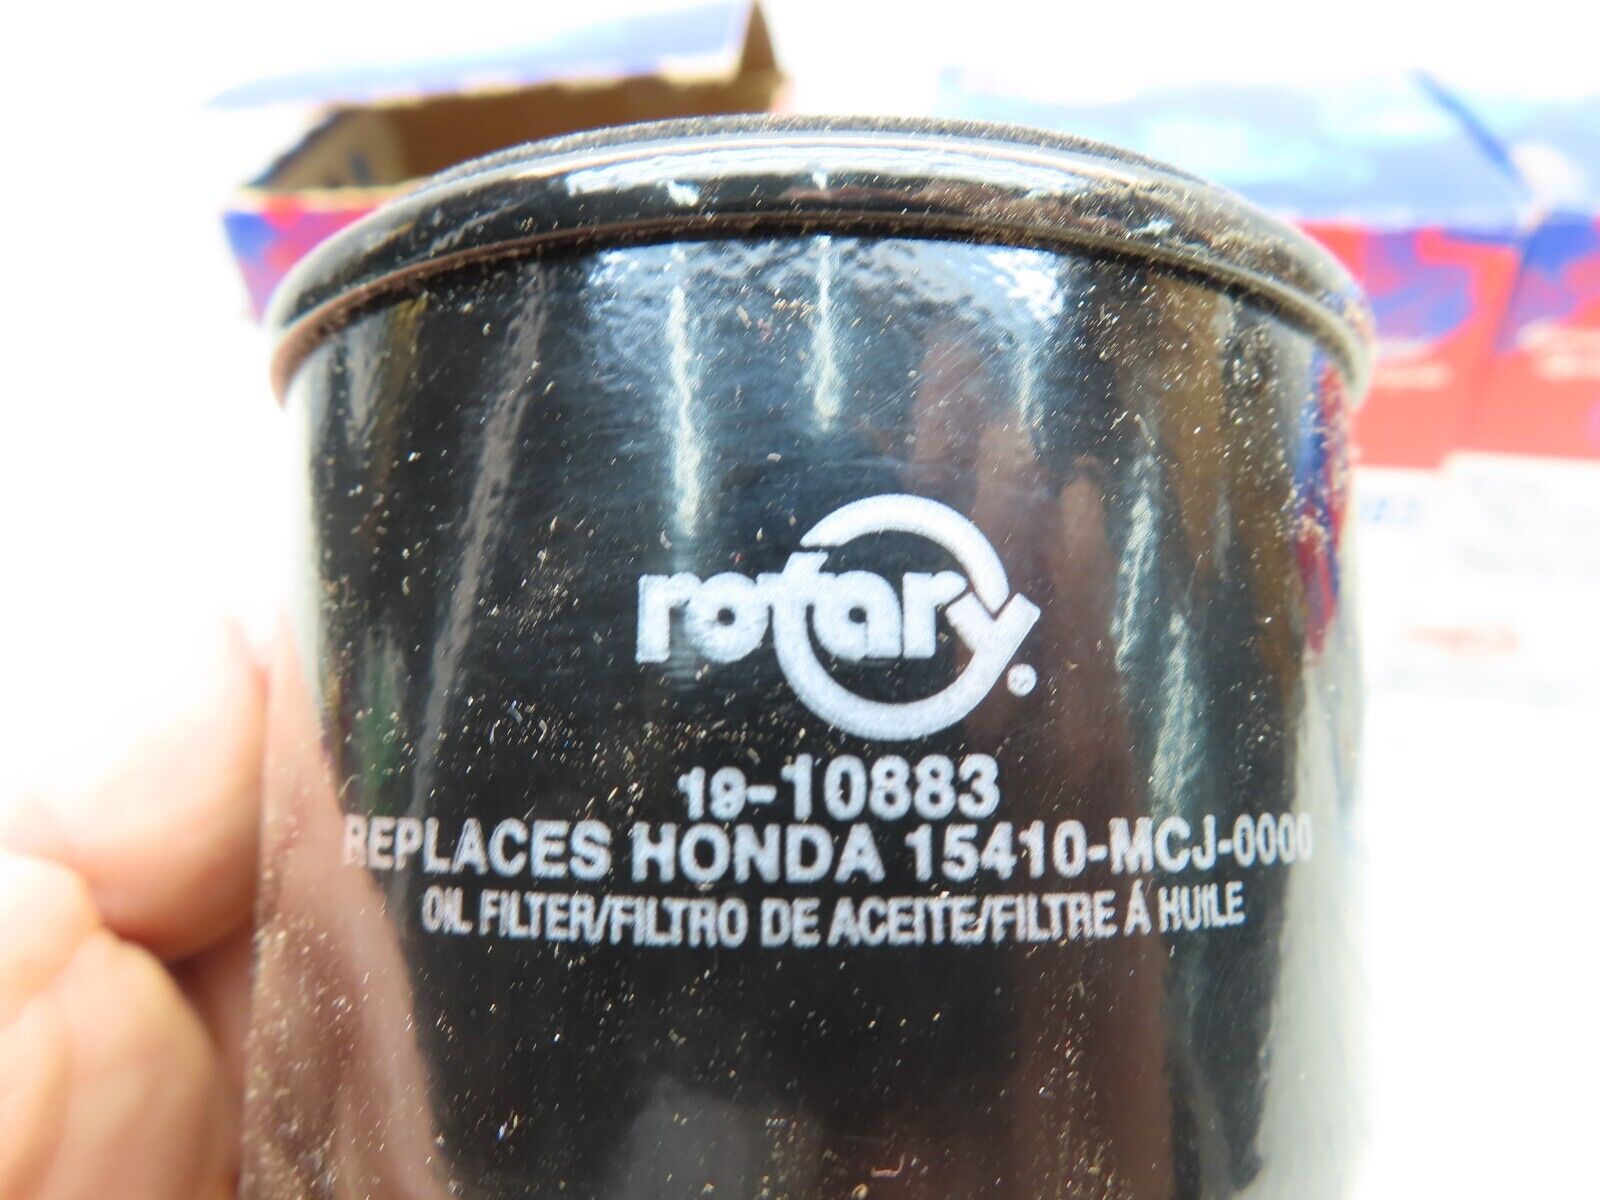 rotary®
19-10883
REPLACES HONDA 15410-MCJ-0000
OIL FILTER/FILTRO DE ACEITE/FILTRE Á HUILE